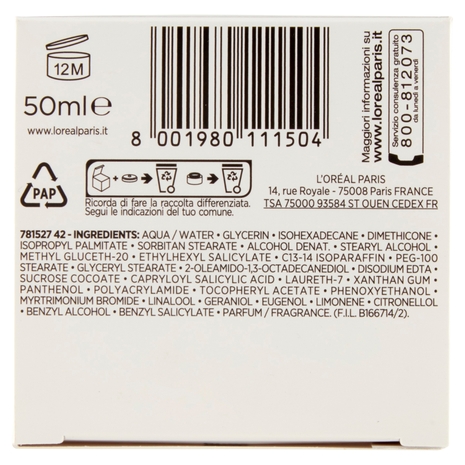 12M
50ml e
www.lorealparis.it
8 001980 111504
Maggiori informazioni su
www.lorealparis.it
Servizio consulenza gratuito
800-812073
da lunedì a venerdì
PAP
Ricorda di fare la raccolta differenziata.
Segui le indicazioni del tuo comune.
L'ORÉAL PARIS
14, rue Royale - 75008 Paris FRANCE
TSA 75000 93584 ST OUEN CEDEX FR
781527 42 - INGREDIENTS: AQUA / WATER • GLYCERIN • ISOHEXADECANE • DIMETHICONE •
ISOPROPYL PALMITATE • SORBITAN STEARATE • ALCOHOL DENAT. • STEARYL ALCOHOL •
METHYL GLUCETH-20 • ETHYLHEXYL SALICYLATE • C13-14 ISOPARAFFIN • PEG-100
STEARATE • GLYCERYL STEARATE • 2-OLEAMIDO-1,3-OCTADECANEDIOL • DISODIUM EDTA •
SUCROSE COCOATE • CAPRYLOYL SALICYLIC ACID • LAURETH-7 • XANTHAN GUM •
PANTHENOL • POLYACRYLAMIDE • TOCOPHERYL ACETATE • PHENOXYETHANOL •
MYRTRIMONIUM BROMIDE • LINALOOL • GERANIOL • EUGENOL • LIMONENE • CITRONELLOL
• BENZYL ALCOHOL • BENZYL SALICYLATE • PARFUM / FRAGRANCE. (F.I.L. B166714/2).